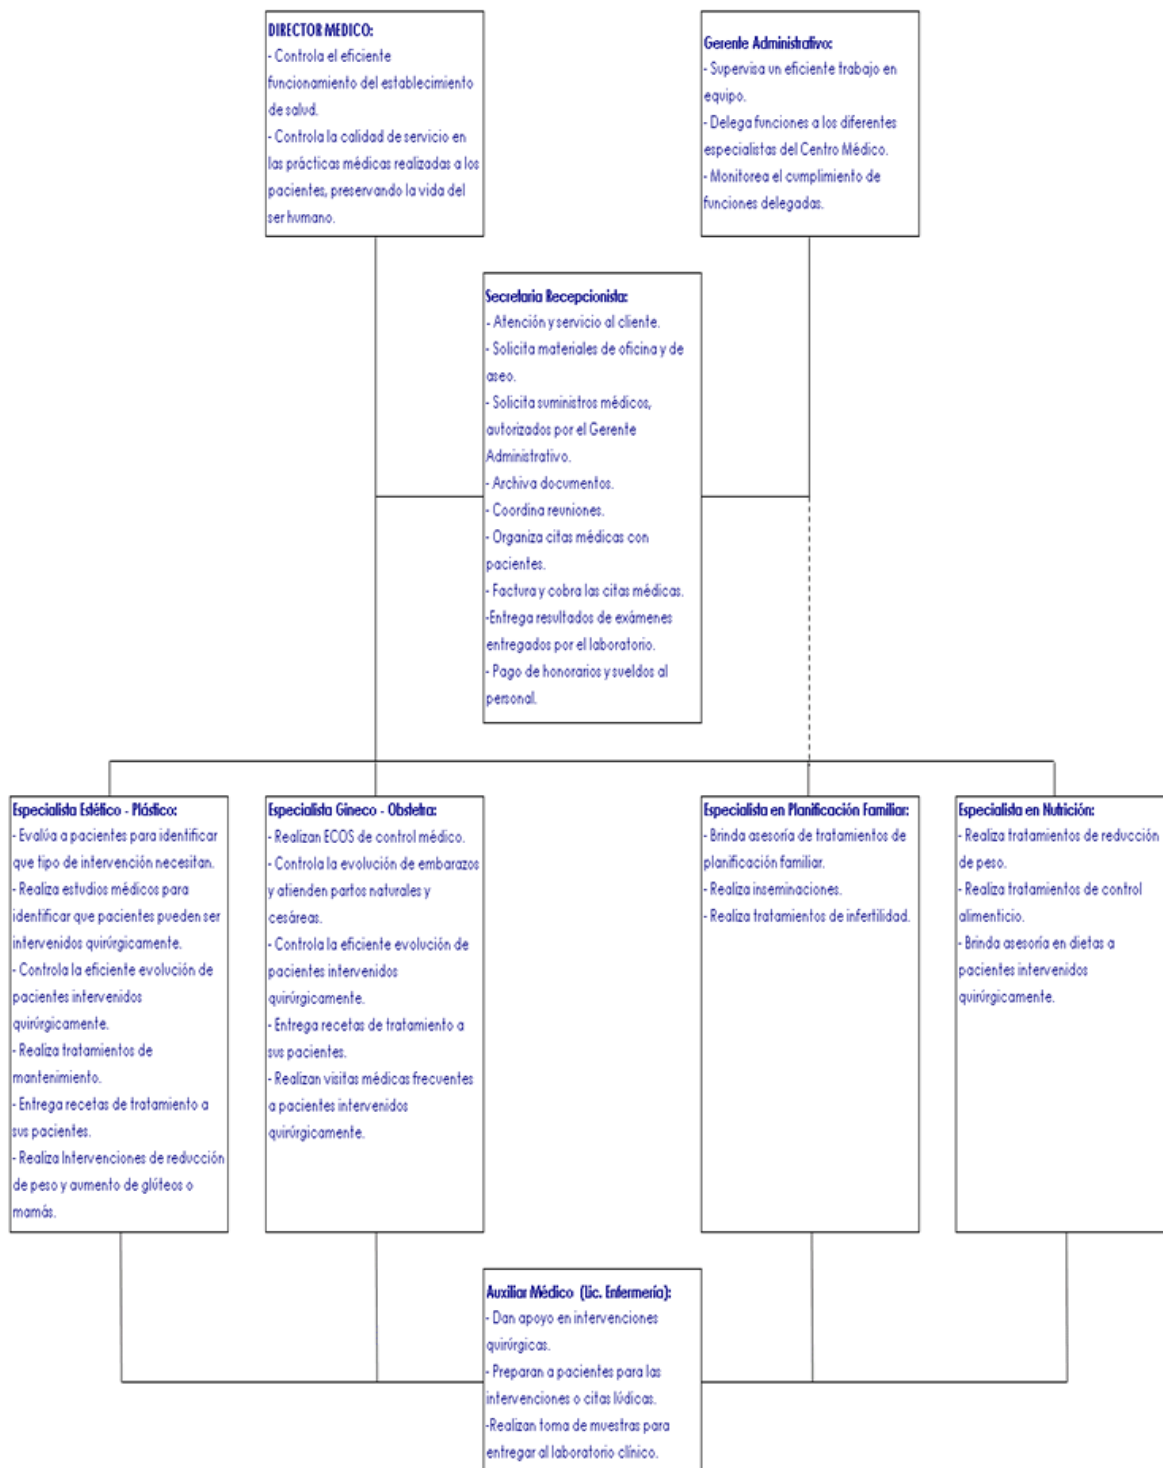 DIRECTOR MEDICO:
- Controla el eficiente
funcionamiento del establecimiento
de salud.
- Controla la calidad de servicio en
las prácticas médicas realizadas a los
pacientes, preservando la vida del
ser humano.
Gerente Administrativo:
- Supervisa un eficiente trabajo en
equipo.
- Delega funciones a los diferentes
especialistas del Centro Médico.
- Monitorea el cumplimiento de
funciones delegadas.
Secretaria Recepcionista:
- Atención y servicio al cliente.
- Solicita materiales de oficina y de
aseo.
- Solicita suministros médicos,
autorizados por el Gerente
Administrativo.
- Archiva documentos.
- Coordina reuniones.
- Organiza citas médicas con
pacientes.
- Factura y cobra las citas médicas.
-Entrega resultados de exámenes
entregados por el laboratorio.
- Pago de honorarios y sueldos al
personal.
Especialista Estético - Plástico:
- Evalúa a pacientes para identificar
que tipo de intervención necesitan.
- Realiza estudios médicos para
identificar que pacientes pueden ser
intervenidos quirúrgicamente.
- Controla la eficiente evolución de
pacientes intervenidos
quirúrgicamente.
- Realiza tratamientos de
mantenimiento.
- Entrega recetas de tratamiento a
sus pacientes.
- Realiza Intervenciones de reducción
de peso y aumento de glúteos o
mamás.
Especialista Gineco - Obstetra:
- Realizan ECOS de control médico.
- Controla la evolución de embarazos
y atienden partos naturales y
cesáreas.
- Controla la eficiente evolución de
pacientes intervenidos
quirúrgicamente.
- Entrega recetas de tratamiento a
sus pacientes.
- Realizan visitas médicas frecuentes
a pacientes intervenidos
quirúrgicamente.
Especialista en Planificación Familiar:
- Brinda asesoría de tratamientos de
planificación familiar.
- Realiza inseminaciones.
- Realiza tratamientos de infertilidad.
Especialista en Nutrición:
- Realiza tratamientos de reducción
de peso.
- Realiza tratamientos de control
alimenticio.
- Brinda asesoría en dietas a
pacientes intervenidos
quirúrgicamente.
Auxiliar Médico (Lic. Enfermería):
- Dan apoyo en intervenciones
quirúrgicas.
- Preparan a pacientes para las
intervenciones o citas lúdicas.
-Realizan toma de muestras para
entregar al laboratorio clínico.